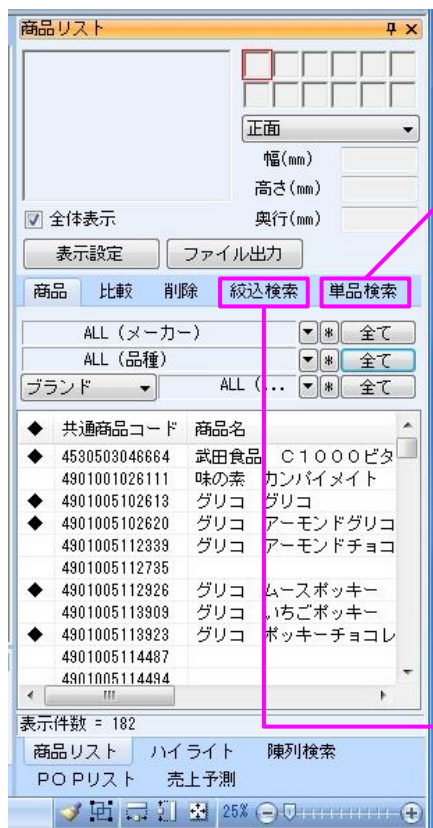 商品リスト
正面
幅(mm)
高さ(mm)
全体表示 奥行(mm)
表示設定 ファイル出力
商品 比較 削除 絞込検索 単品検索
ALL (メーカー) ▼ * 全て
ALL (品種) ▼ * 全て
ブランド ▼ ALL (... ▼ * 全て
◆ 共通商品コード 商品名
◆ 4530503046664 武田食品 C1000ビタ
4901001026111 味の素 カンパイメイト
◆ 4901005102613 グリコ グリコ
◆ 4901005102620 グリコ アーモンドグリコ
4901005112339 グリコ アーモンドチョコ
4901005112735
◆ 4901005112926 グリコ ムースポッキー
4901005113909 グリコ いちごポッキー
◆ 4901005113923 グリコ ポッキーチョコレ
4901005114487
4901005114494
表示件数 = 182
商品リスト ハイライト 陳列検索
POPリスト 売上予測
25%